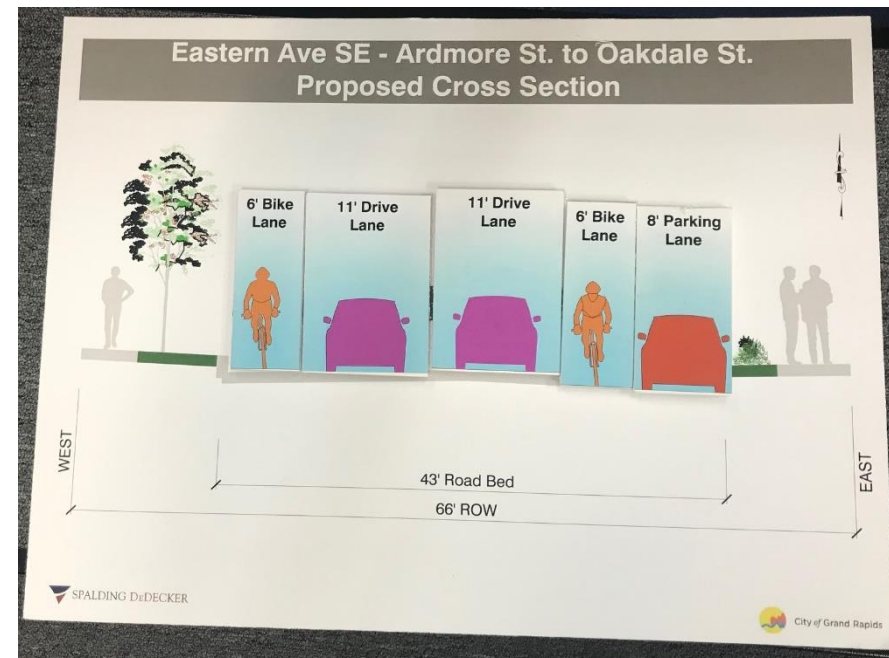 Eastern Ave SE - Ardmore St. to Oakdale St.
Proposed Cross Section
6' Bike
Lane
11' Drive
Lane
11' Drive
Lane
6' Bike
Lane
8' Parking
Lane
WEST
EAST
43' Road Bed
66' ROW
SPALDING DEDECKER
City of Grand Rapids